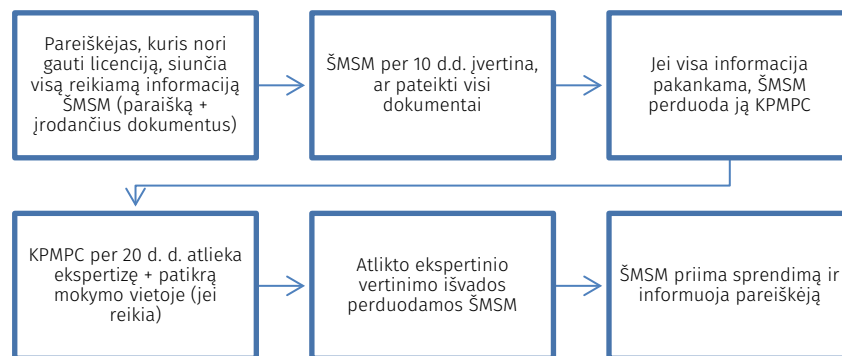 Pareiškėjas, kuris nori
gauti licenciją, siunčia
visą reikiamą informaciją
ŠMSM (paraišką +
įrodančius dokumentus)
ŠMSM per 10 d.d. įvertina,
ar pateikti visi
dokumentai
Jei visa informacija
pakankama, ŠMSM
perduoda ją KPMPC
KPMPC per 20 d. d. atlieka
ekspertizę + patikrą
mokymo vietoje (jei
reikia)
Atlikto ekspertinio
vertinimo išvados
perduodamos ŠMSM
ŠMSM priima sprendimą ir
informuoja pareiškėją